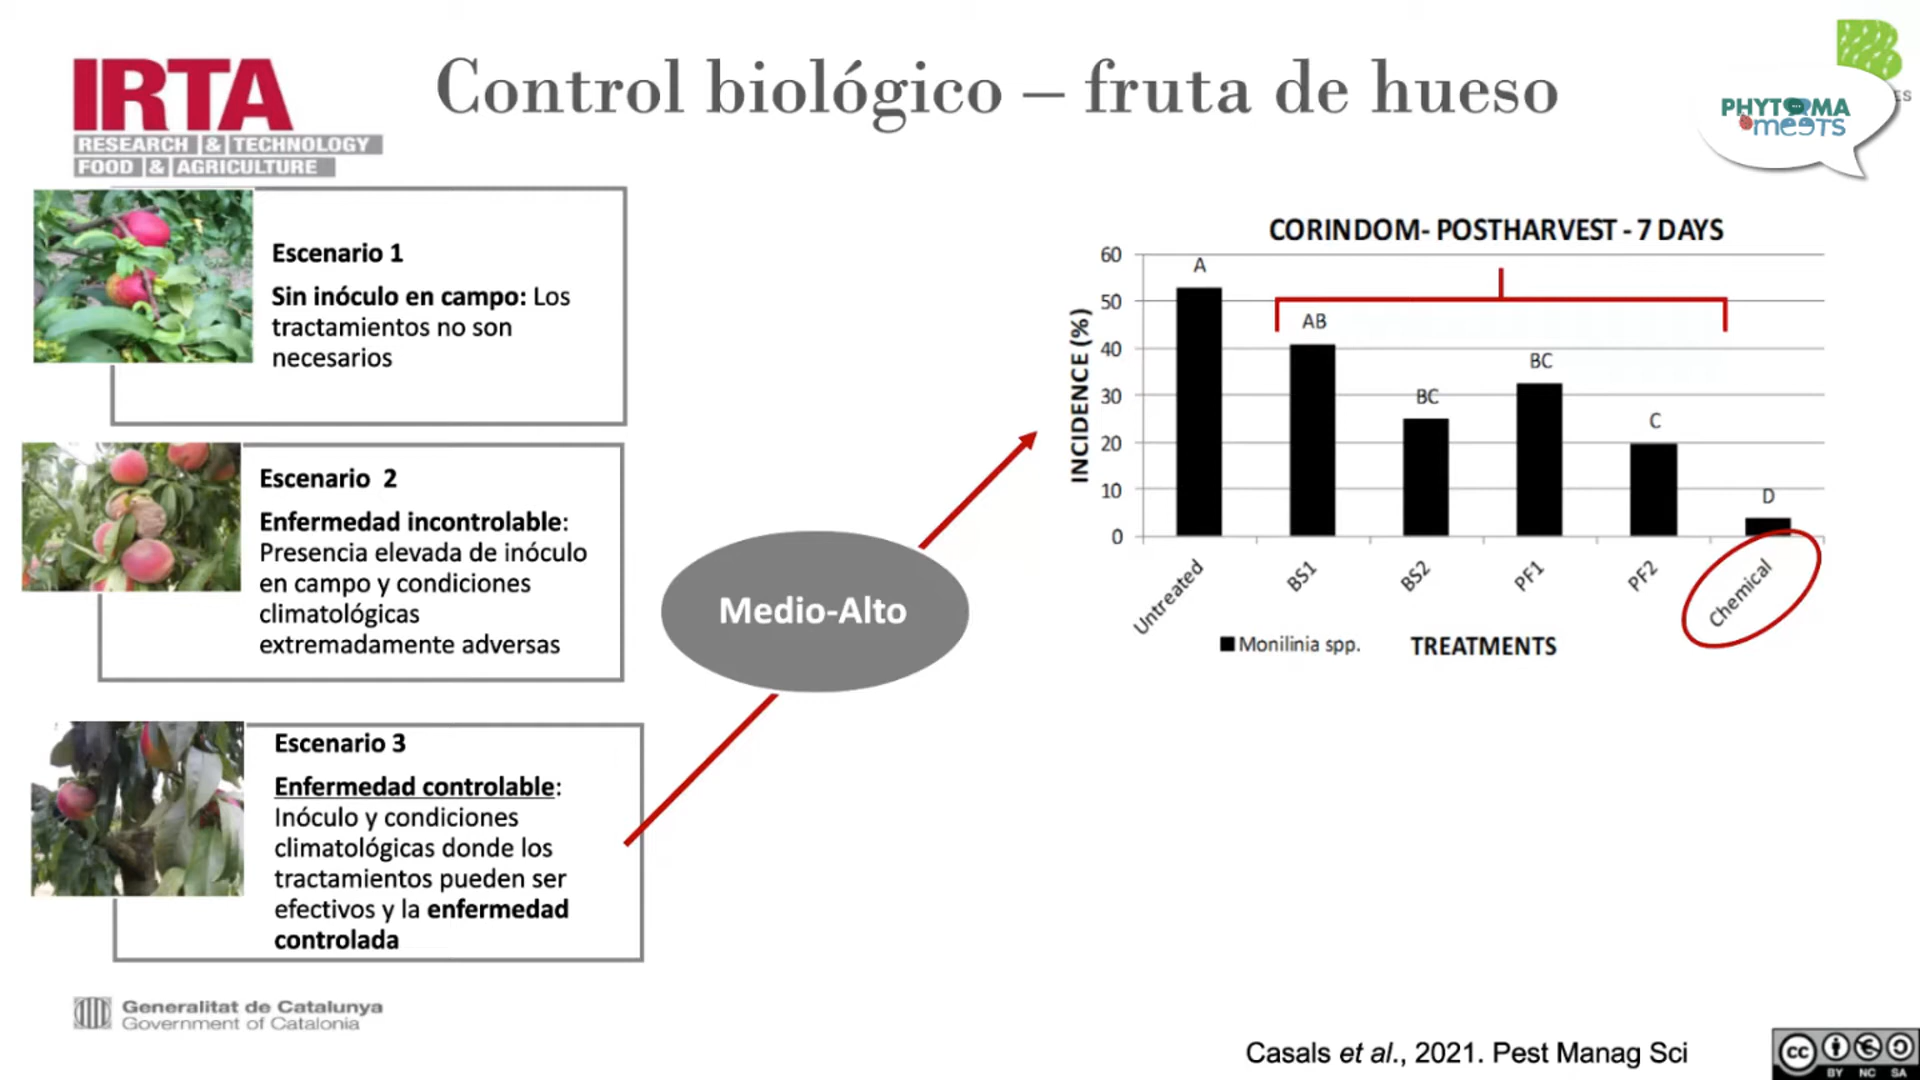 IRTA
RESEARCH & TECHNOLOGY
FOOD & AGRICULTURE
Control biológico – fruta de hueso
PHYTOMA
meeTS
ES
Escenario 1
Sin inóculo en campo: Los
tractamientos no son
necesarios
Escenario 2
Enfermedad incontrolable:
Presencia elevada de inóculo
en campo y condiciones
climatológicas
extremadamente adversas
Escenario 3
Enfermedad controlable:
Inóculo y condiciones
climatológicas donde los
tractamientos pueden ser
efectivos y la enfermedad
controlada
Medio-Alto
CORINDOM- POSTHARVEST - 7 DAYS
INCIDENCE (%)
60
50
40
30
20
10
0
A
AB
BC
BC
C
D
Untreated
BS1
BS2
PF1
PF2
Chemical
Monilinia spp.
TREATMENTS
Generalitat de Catalunya
Government of Catalonia
Casals et al., 2021. Pest Manag Sci
cc
BY NC SA